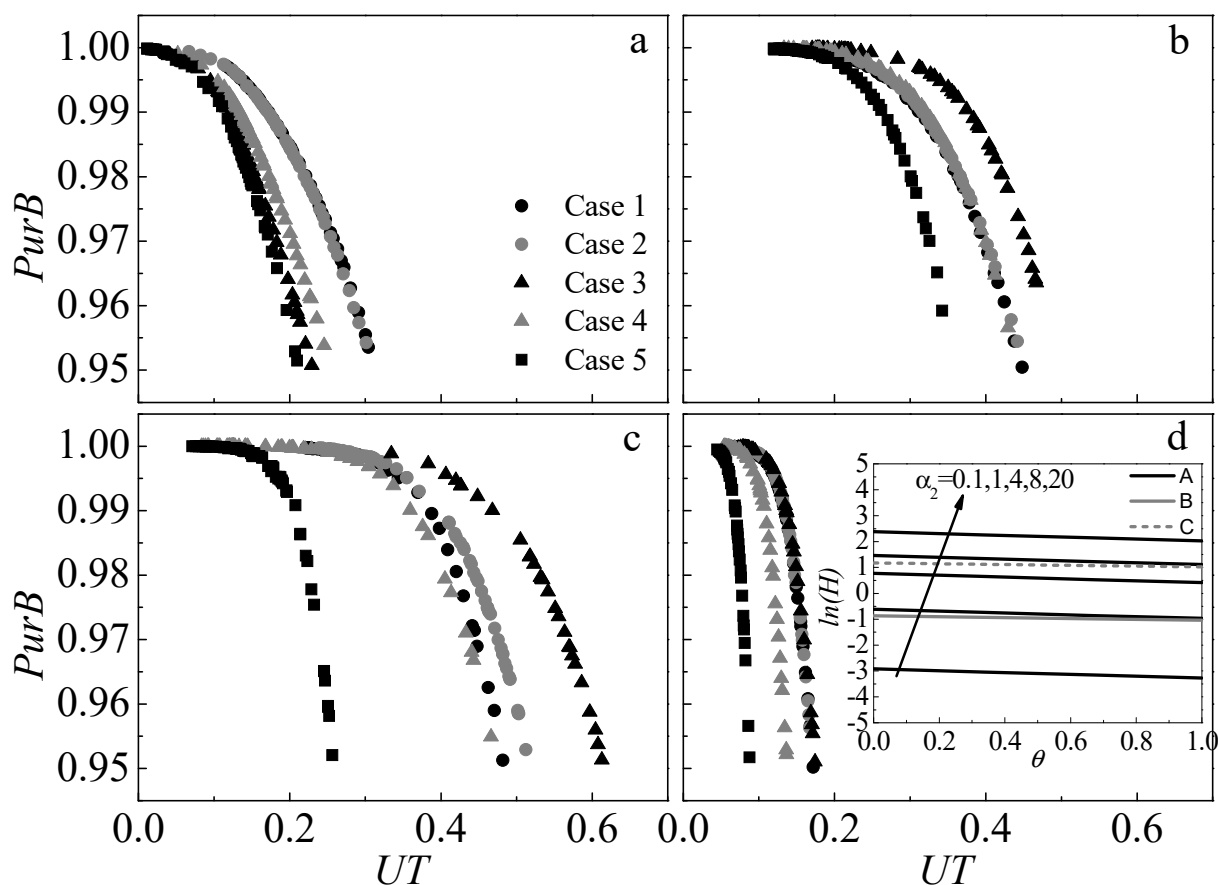 a
1.00
0.99
0.98
0.97
0.96
0.95
PurB
Case 1
Case 2
Case 3
Case 4
Case 5
b
c
1.00
0.99
0.98
0.97
0.96
0.95
PurB
0.0 0.2 0.4 0.6
UT
d
5
4
3
2
1
0
-1
-2
-3
-4
-5
ln(H)
α₂=0.1,1,4,8,20
A
B
C
0.0 0.2 0.4 0.6 0.8 1.0
θ
0.0 0.2 0.4 0.6
UT